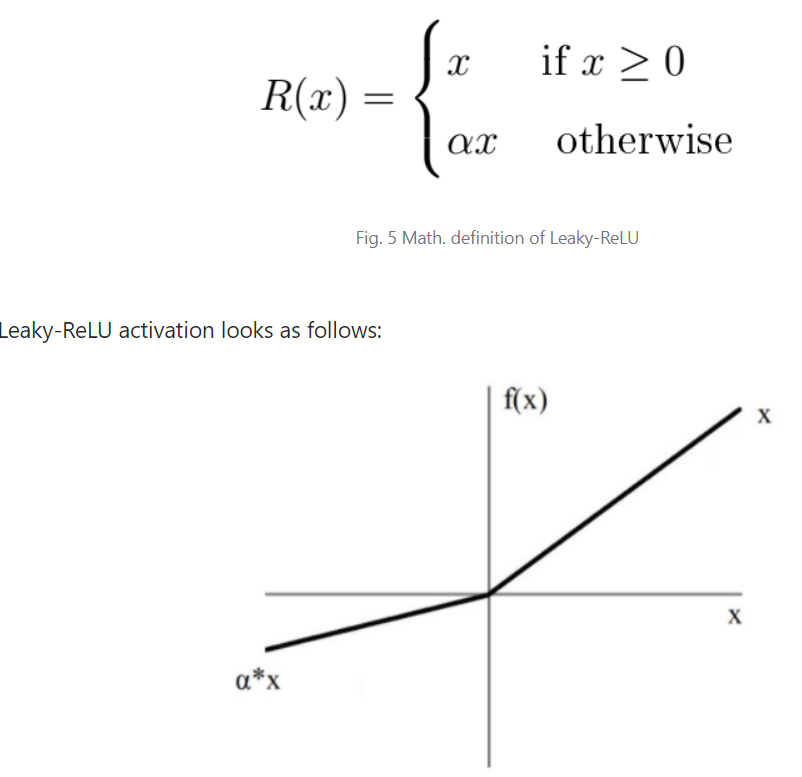 R(x) = { x if x ≥ 0
αx otherwise
Fig. 5 Math. definition of Leaky-ReLU
Leaky-ReLU activation looks as follows:
f(x)
x
x
α*x